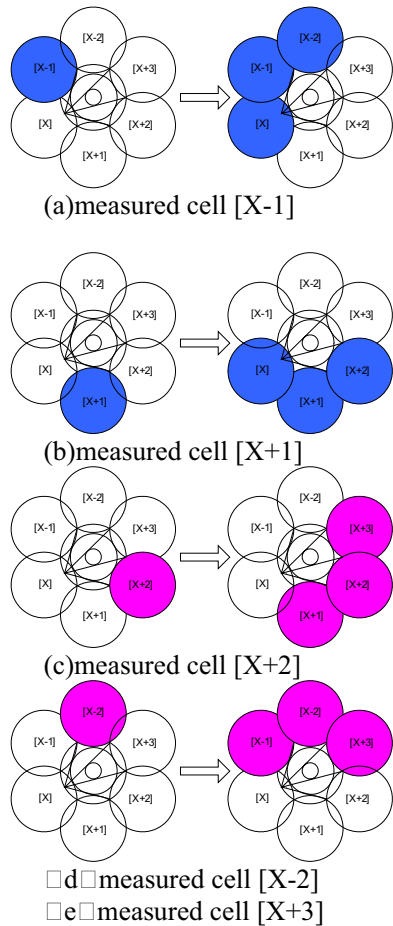 [X-2] [X-2]
[X-1] [X+3] [X-1] [X+3]
[X] [X+2] [X] [X+2]
[X+1] [X+1]
(a)measured cell [X-1]
[X-2] [X-2]
[X-1] [X+3] [X-1] [X+3]
[X] [X+2] [X] [X+2]
[X+1] [X+1]
(b)measured cell [X+1]
[X-2] [X-2]
[X-1] [X+3] [X-1] [X+3]
[X] [X+2] [X] [X+2]
[X+1] [X+1]
(c)measured cell [X+2]
[X-2] [X-2]
[X-1] [X+3] [X-1] [X+3]
[X] [X+2] [X] [X+2]
[X+1] [X+1]
□d□measured cell [X-2]
□e□measured cell [X+3]